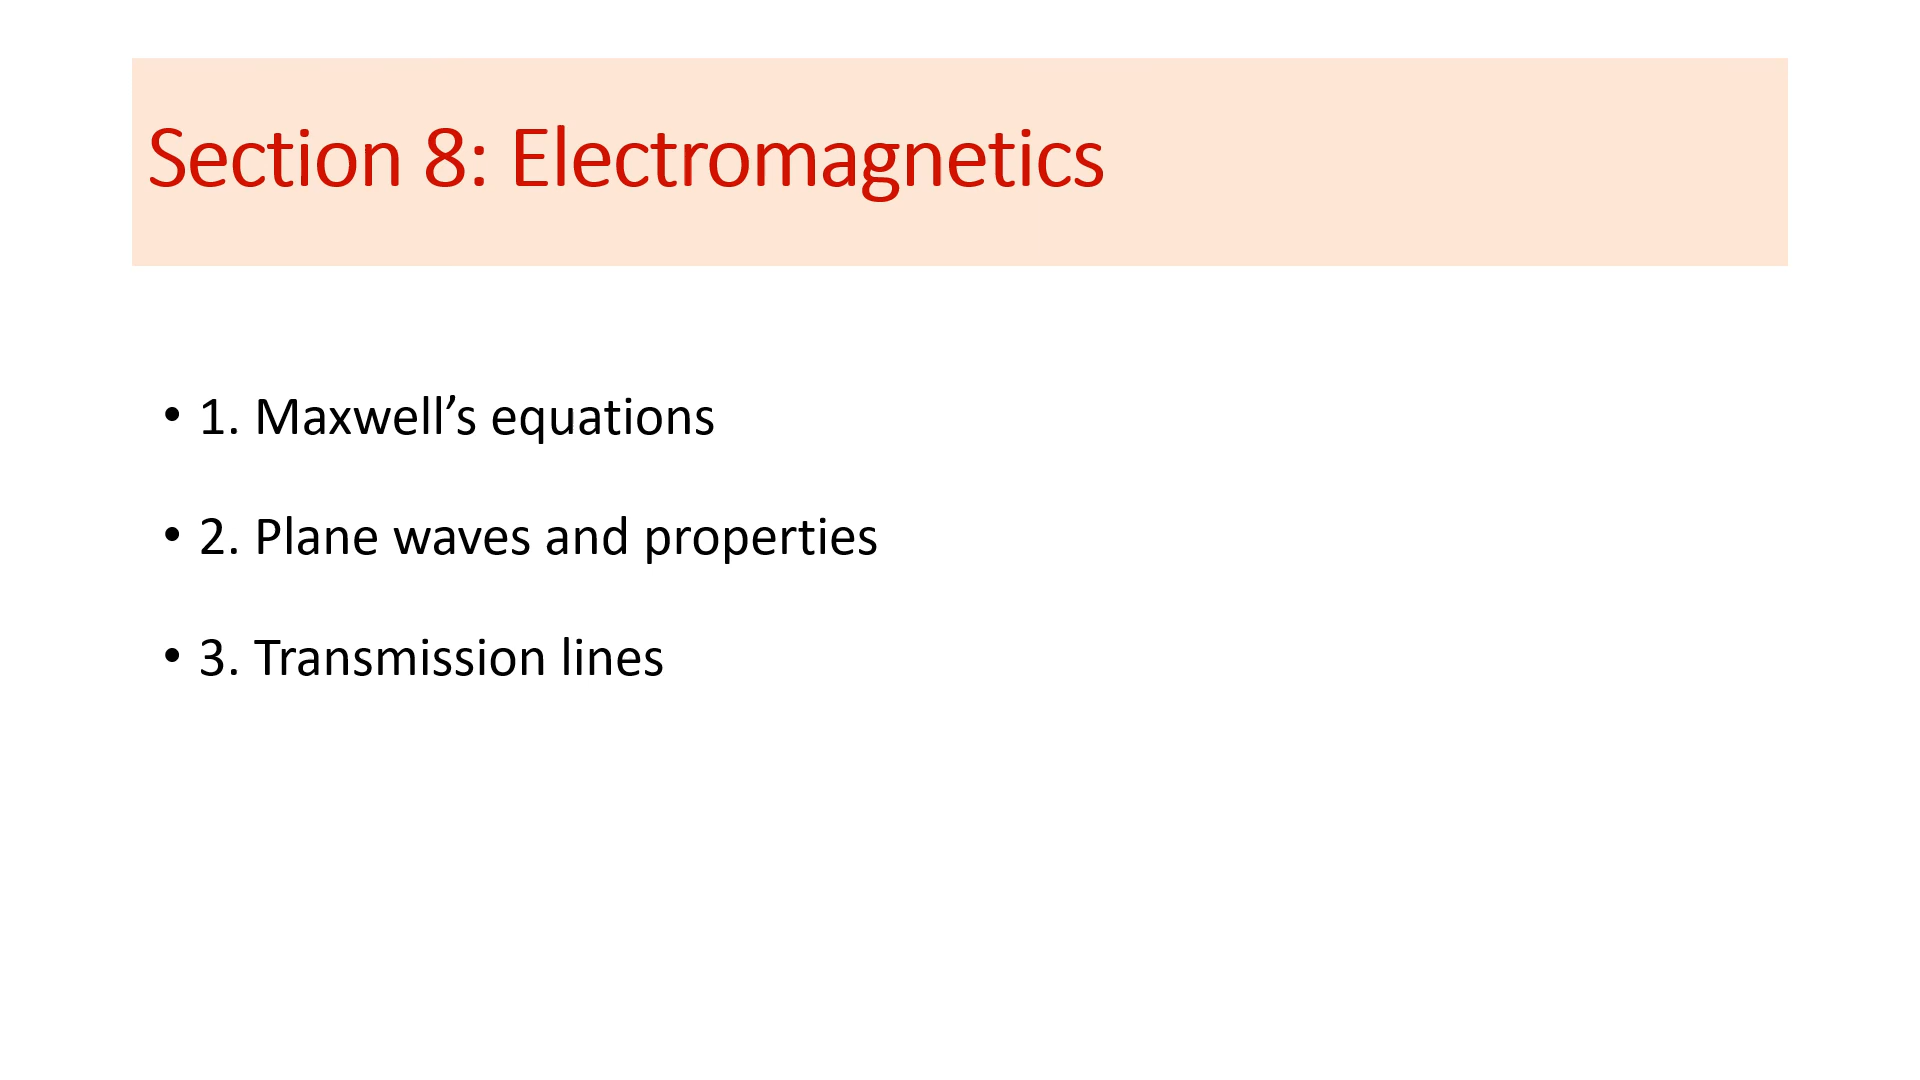 Section 8: Electromagnetics
• 1. Maxwell’s equations
• 2. Plane waves and properties
• 3. Transmission lines